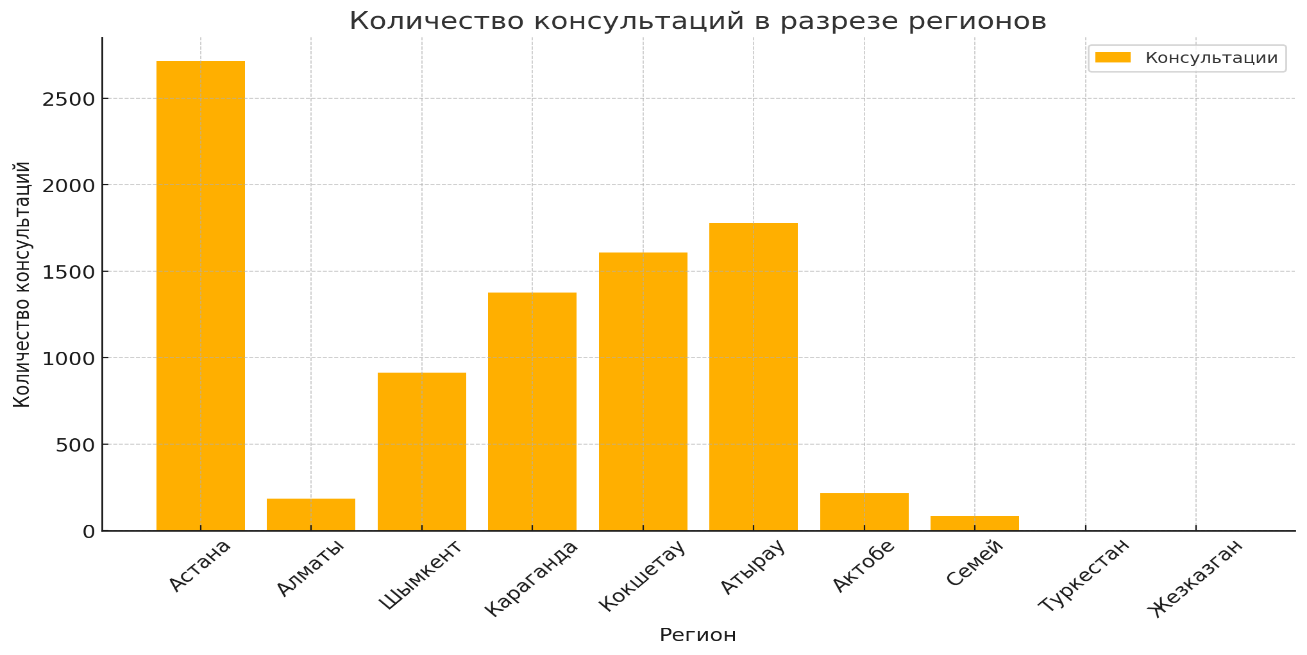 Количество консультаций в разрезе регионов
Консультации
Количество консультаций
2500
2000
1500
1000
500
0
Астана
Алматы
Шымкент
Караганда
Кокшетау
Атырау
Актобе
Семей
Туркестан
Жезказган
Регион